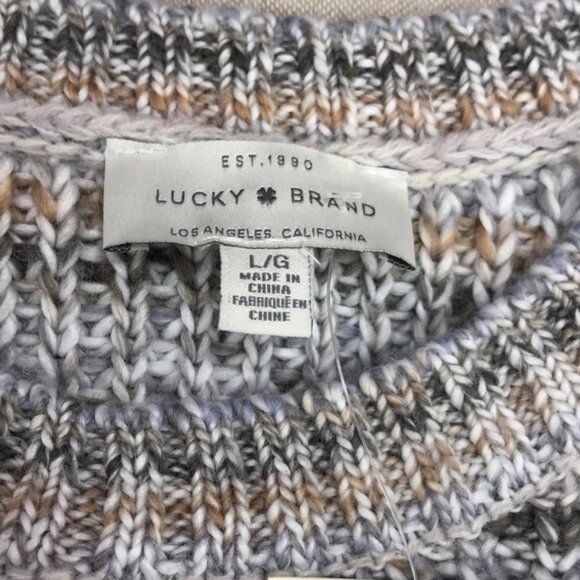 EST. 1990
LUCKY BRAND
LOS ANGELES, CALIFORNIA
L/G
MADE IN
CHINA
FABRIQUÉ EN
CHINE